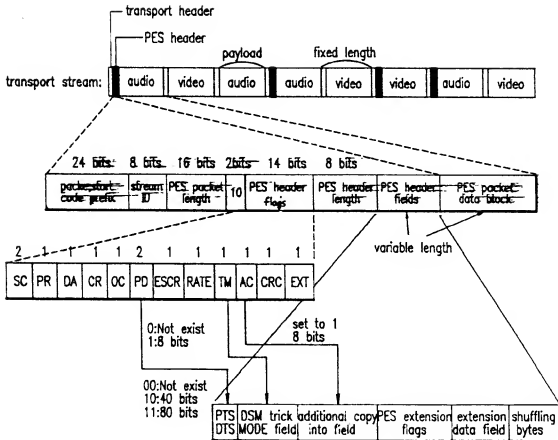 transport header
PES header
payload
fixed length
transport stream: audio video audio audio video video audio video
24 bits 8 bits 16 bits 2bits 14 bits 8 bits
packet start code prefix
stream ID
PES packet length
10
PES header flags
PES header length
PES header fields
PES packet data block
variable length
2 1 1 1 1 2 1 1 1 1 1 1
SC PR DA CR OC PD ESCR RATE TM AC CRC EXT
0:Not exist
1:8 bits
set to 1
8 bits
00:Not exist
10:40 bits
11:80 bits
PTS DTS
DSM trick MODE field
additional copy into field
PES extension flags
extension data field
shuffling bytes